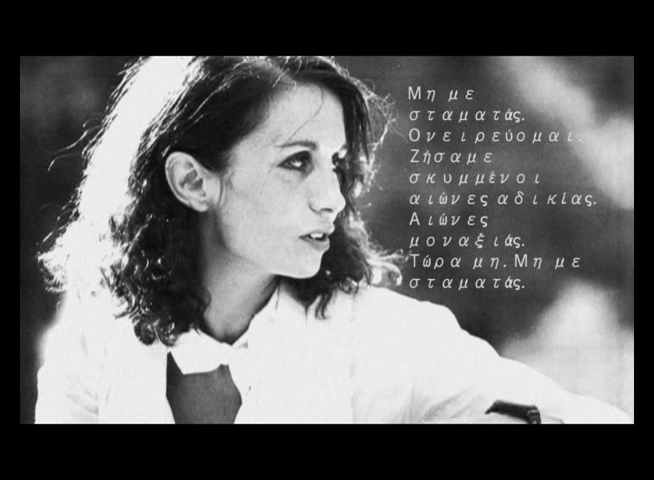 Μη με
σταματάς.
Ονειρεύομαι.
Ζήσαμε
σκυμμένοι
αιώνες αδικίας.
Αιώνες
μοναξιάς.
Τώρα μη. Μη με
σταματάς.